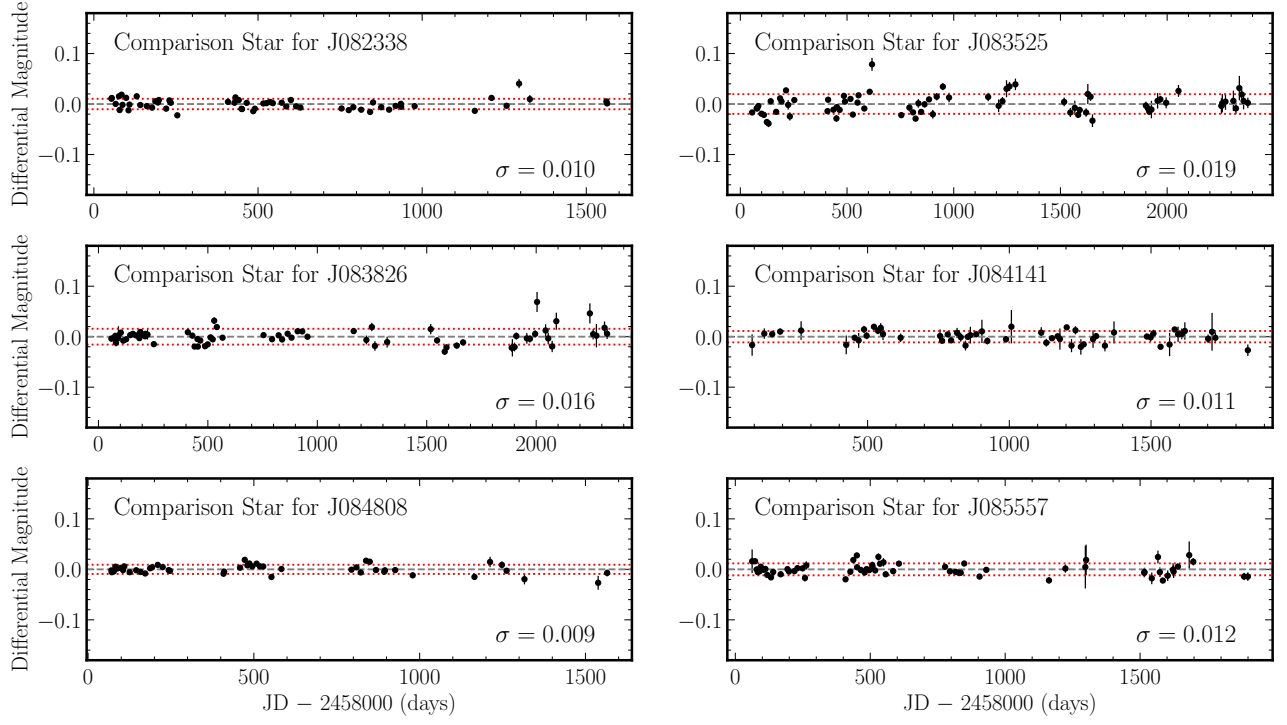 Comparison Star for J082338
σ = 0.010
Differential Magnitude
0.1
0.0
−0.1
0
500
1000
1500
Comparison Star for J083525
σ = 0.019
0.1
0.0
−0.1
0
500
1000
1500
2000
Comparison Star for J083826
σ = 0.016
Differential Magnitude
0.1
0.0
−0.1
0
500
1000
1500
2000
Comparison Star for J084141
σ = 0.011
0.1
0.0
−0.1
500
1000
1500
Comparison Star for J084808
σ = 0.009
Differential Magnitude
0.1
0.0
−0.1
0
500
1000
1500
JD − 2458000 (days)
Comparison Star for J085557
σ = 0.012
0.1
0.0
−0.1
0
500
1000
1500
JD − 2458000 (days)